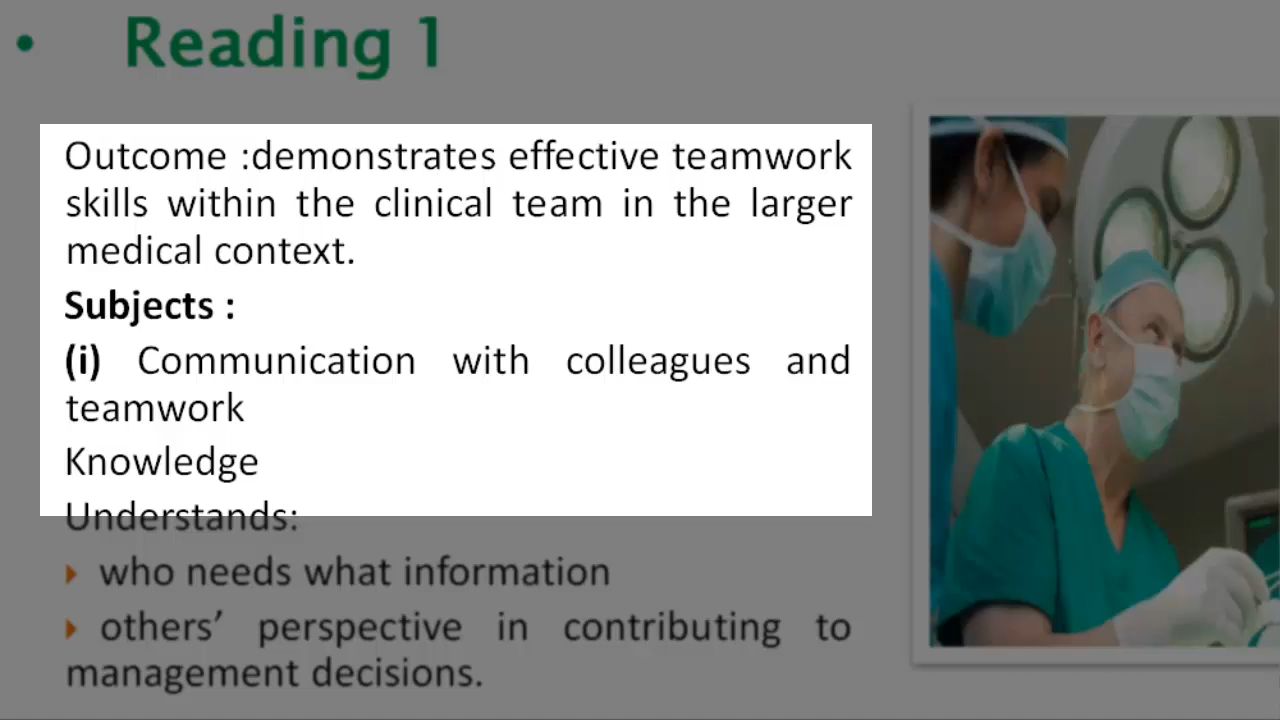 • Reading 1
Outcome :demonstrates effective teamwork
skills within the clinical team in the larger
medical context.
Subjects :
(i) Communication with colleagues and
teamwork
Knowledge
Understands:
who needs what information
others’ perspective in contributing to
management decisions.